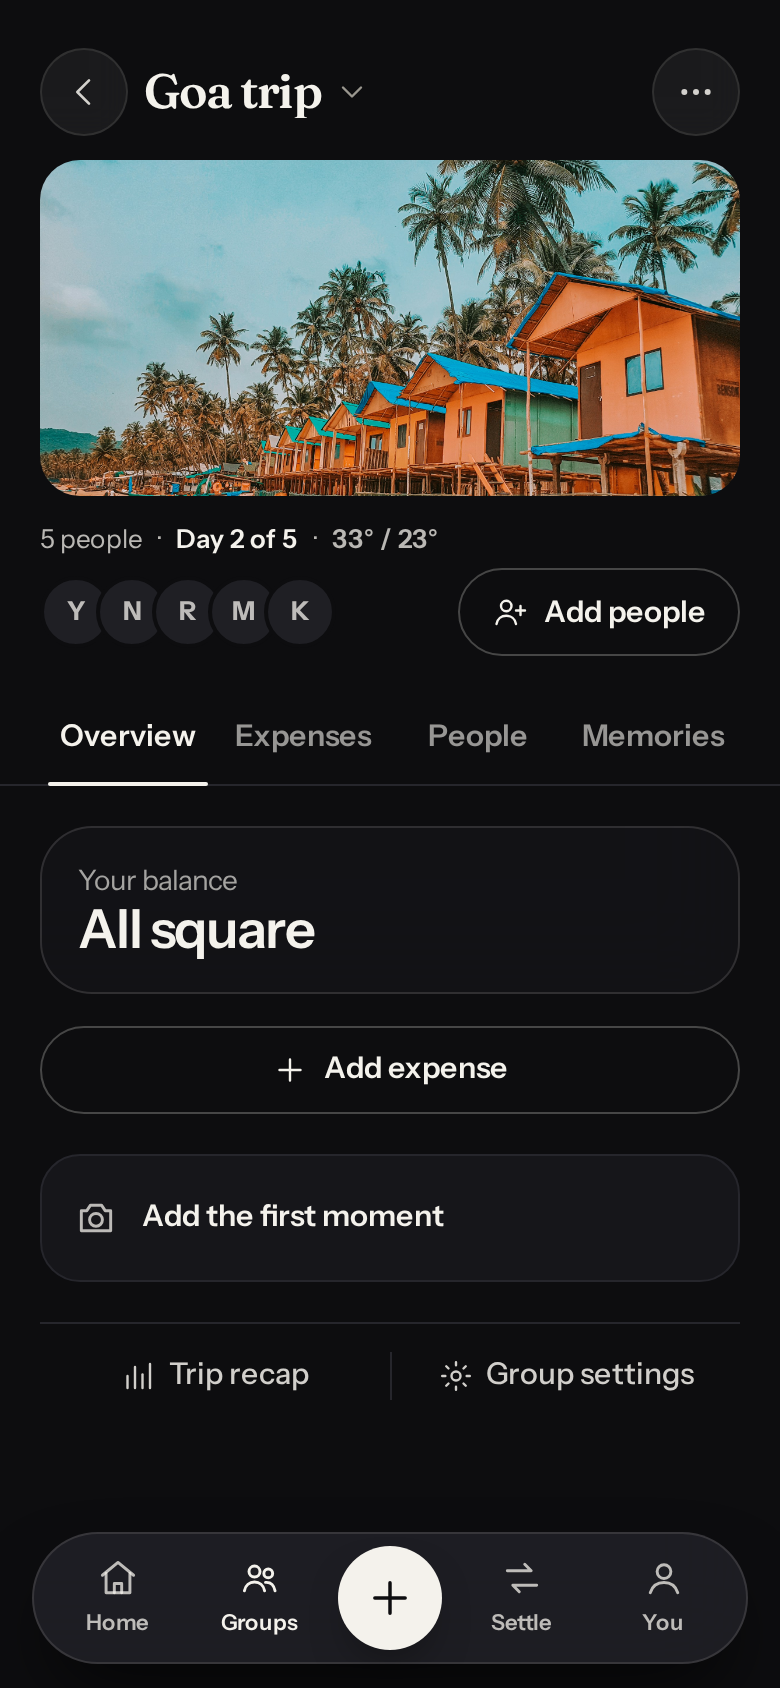 Goa trip
5 people · Day 2 of 5 · 33° / 23°
Y N R M K
Add people
Overview Expenses People Memories
Your balance
All square
Add expense
Add the first moment
Trip recap Group settings
Home Groups Settle You